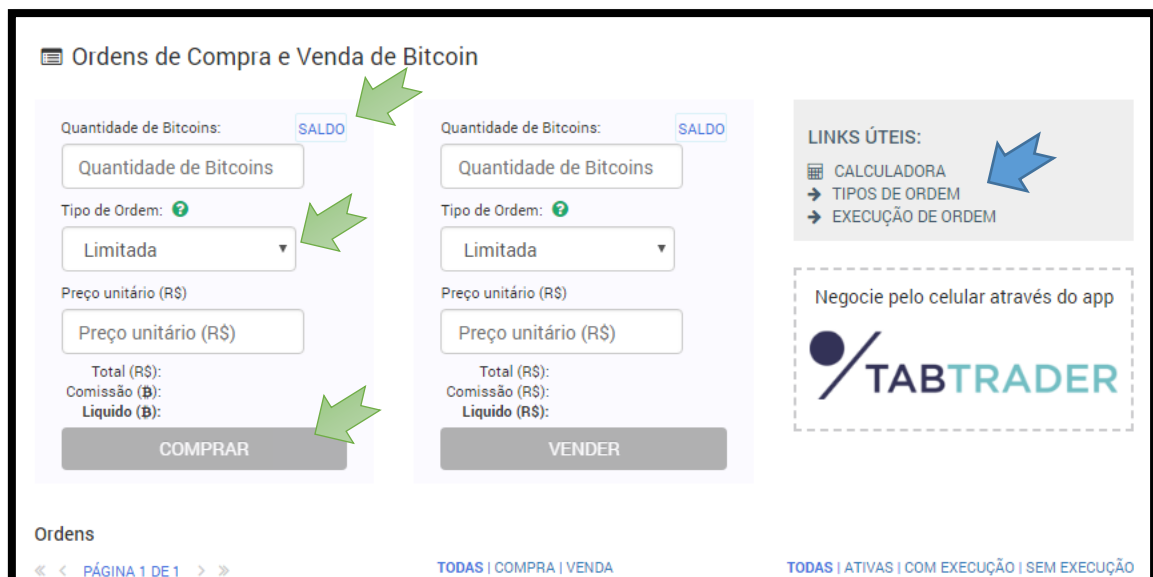 Ordens de Compra e Venda de Bitcoin
Quantidade de Bitcoins: SALDO
Quantidade de Bitcoins
Tipo de Ordem: ?
Limitada
Preço unitário (R$)
Preço unitário (R$)
Total (R$):
Comissão (₿):
Liquido (₿):
COMPRAR
Quantidade de Bitcoins: SALDO
Quantidade de Bitcoins
Tipo de Ordem: ?
Limitada
Preço unitário (R$)
Preço unitário (R$)
Total (R$):
Comissão (R$):
Liquido (R$):
VENDER
LINKS ÚTEIS:
CALCULADORA
TIPOS DE ORDEM
EXECUÇÃO DE ORDEM
Negocie pelo celular através do app
TABTRADER
Ordens
« < PÁGINA 1 DE 1 > »
TODAS | COMPRA | VENDA
TODAS | ATIVAS | COM EXECUÇÃO | SEM EXECUÇÃO